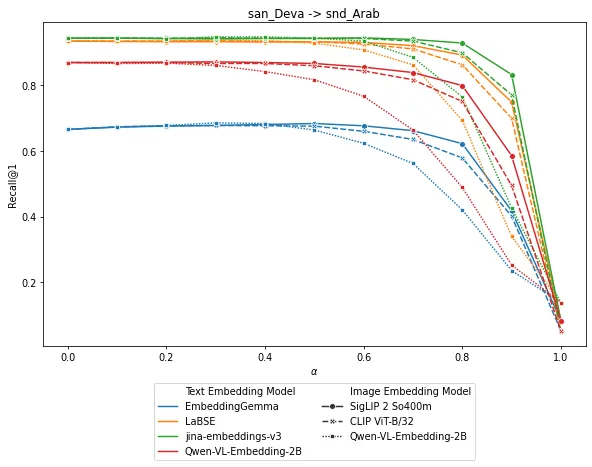 san_Deva -> snd_Arab
Recall@1
0.8
0.6
0.4
0.2
0.0 0.2 0.4 0.6 0.8 1.0
α
Text Embedding Model
EmbeddingGemma
LaBSE
jina-embeddings-v3
Qwen-VL-Embedding-2B
Image Embedding Model
SigLIP 2 So400m
CLIP ViT-B/32
Qwen-VL-Embedding-2B